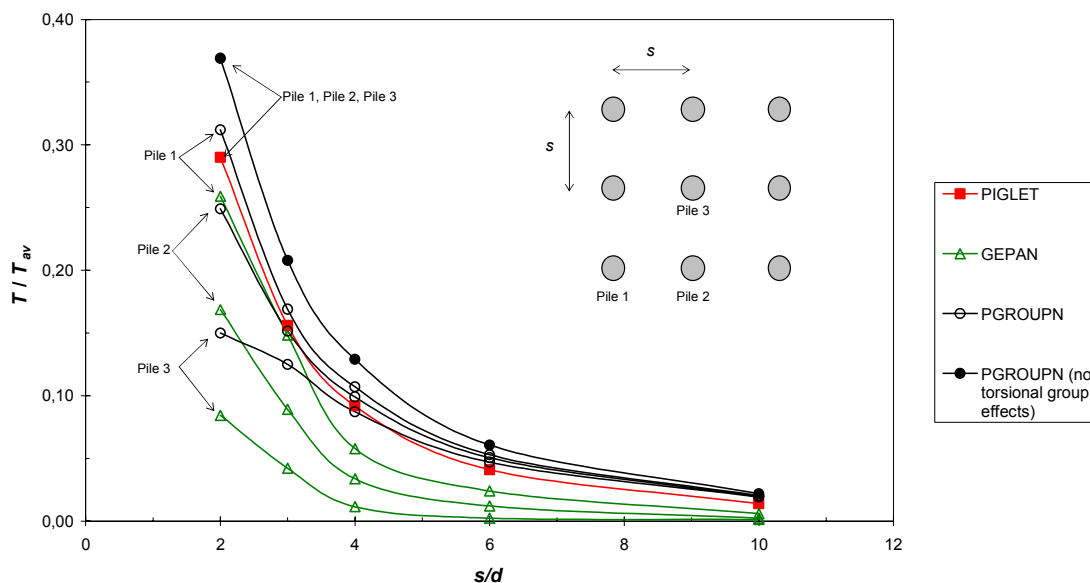 0,40
0,30
0,20
0,10
0,00
T / T av
0
2
4
6
8
10
12
s/d
Pile 1, Pile 2, Pile 3
Pile 1
Pile 2
Pile 3
s
s
Pile 3
Pile 1
Pile 2
PIGLET
GEPAN
PGROUPN
PGROUPN (no
torsional group
effects)